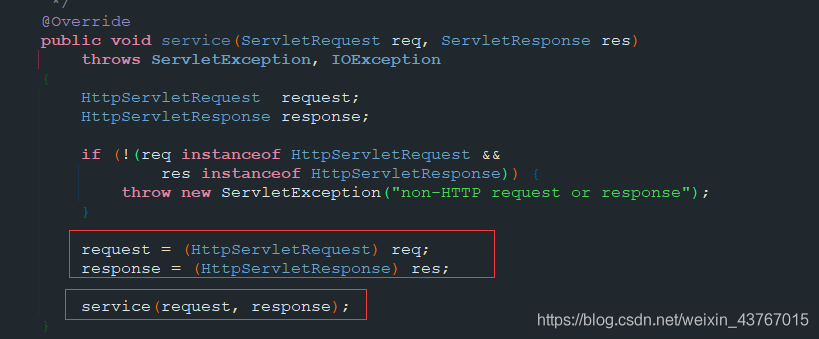 */
@Override
public void service(ServletRequest req, ServletResponse res)
    throws ServletException, IOException
{
    HttpServletRequest  request;
    HttpServletResponse response;

    if (!(req instanceof HttpServletRequest &&
            res instanceof HttpServletResponse)) {
        throw new ServletException("non-HTTP request or response");
    }

    request = (HttpServletRequest) req;
    response = (HttpServletResponse) res;

    service(request, response);
}
https://blog.csdn.net/weixin_43767015